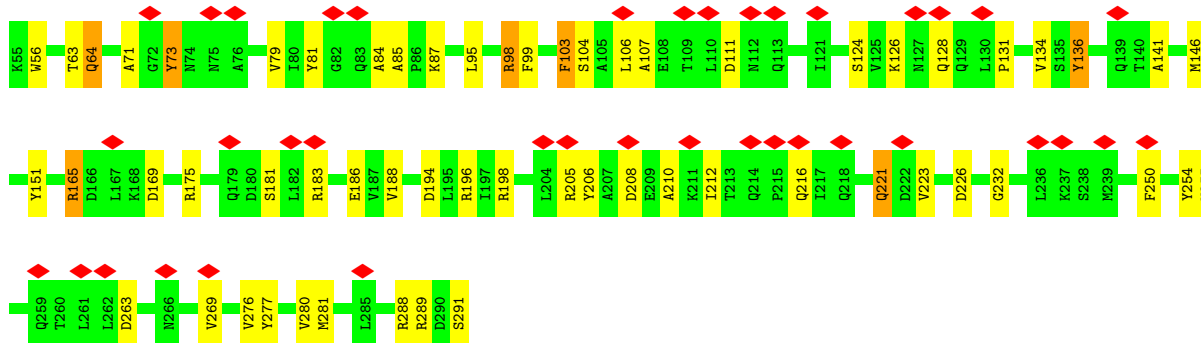 K55 W56 T63 Q64 A71 G72 Y73 N74 N75 A76 V79 I80 Y81 G82 Q83 A84 A85 P86 K87 L95 R98 F99 F103 S104 A105 L106 A107 E108 T109 L110 D111 N112 Q113 I121 S124 V125 K126 N127 Q128 Q129 L130 P131 V134 S135 Y136 Q139 T140 A141 M146
Y151 R165 D166 L167 K168 D169 R175 Q179 D180 S181 L182 R183 E186 V187 V188 D194 L195 R196 I197 R198 L204 R205 Y206 A207 D208 E209 A210 K211 I212 T213 Q214 P215 Q216 I217 Q218 Q221 D222 V223 D226 G232 L236 K237 S238 M239 F250 Y254
Q259 T260 L261 L262 D263 N266 V269 V276 Y277 V280 M281 L285 R288 R289 D290 S291